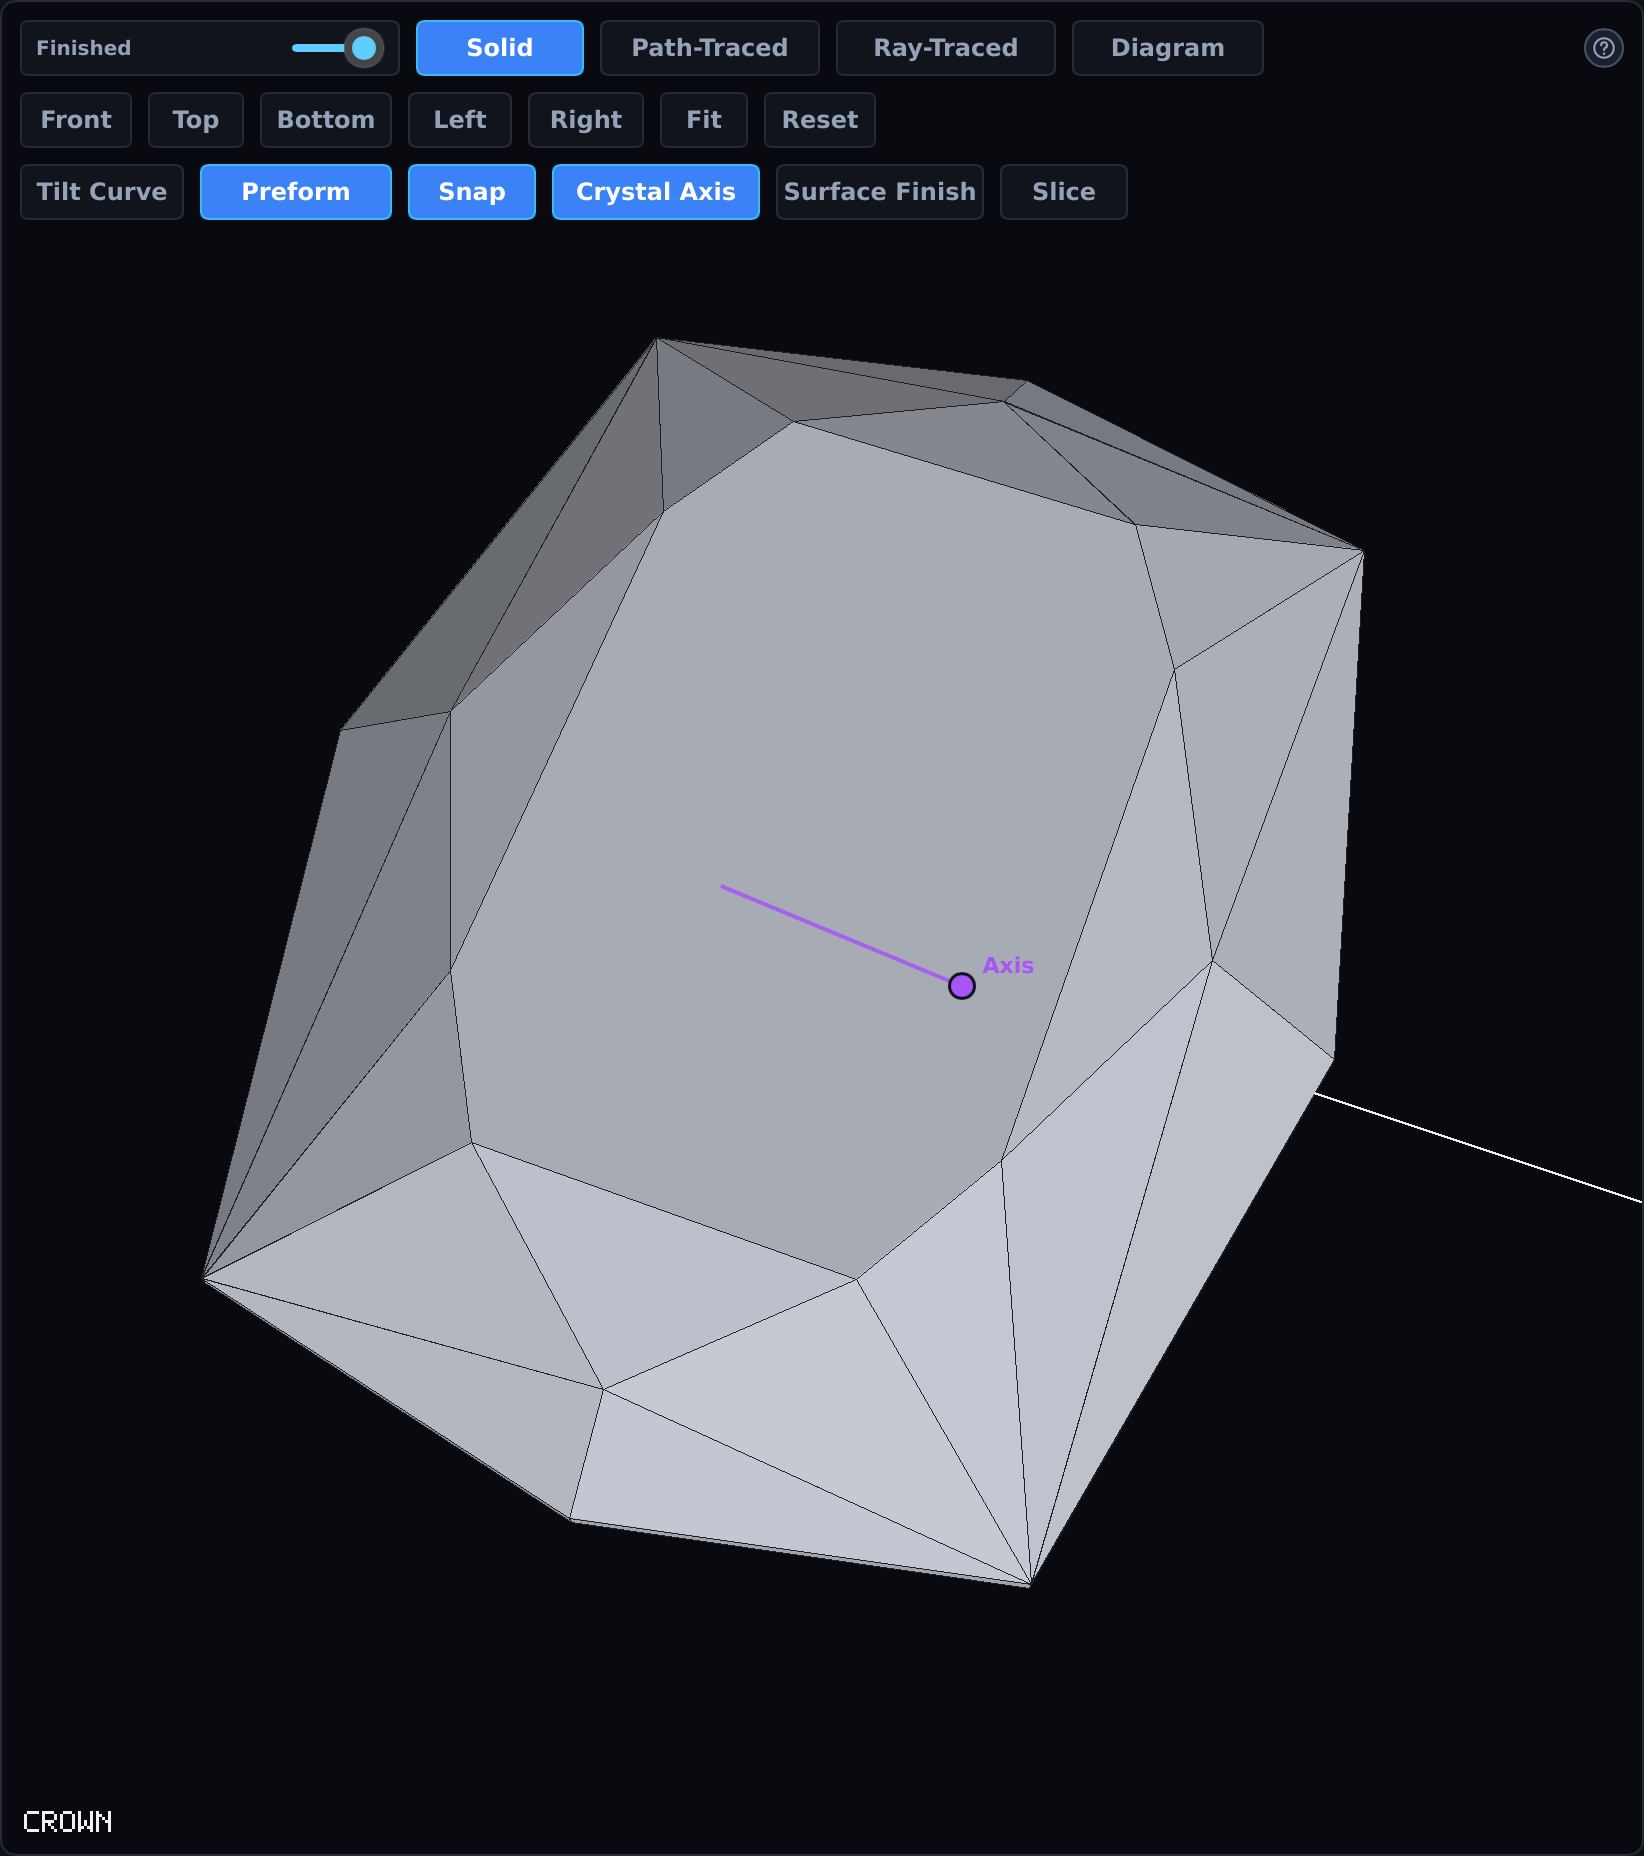 Finished Solid Path-Traced Ray-Traced Diagram ?
Front Top Bottom Left Right Fit Reset
Tilt Curve Preform Snap Crystal Axis Surface Finish Slice
Axis
CROWN